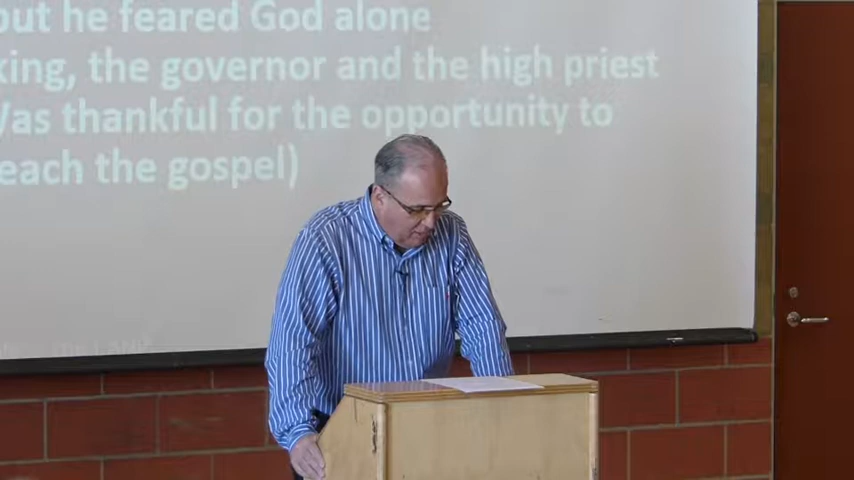 but he feared God alone
king, the governor and the high priest
Was thankful for the opportunity to
each the gospel)